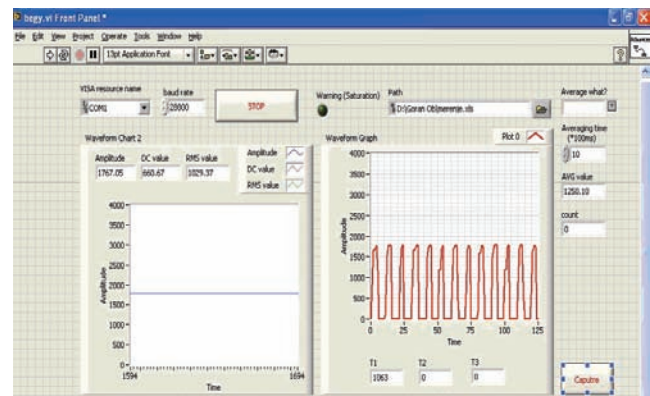 begy.vi Front Panel *
File Edit View Project Operate Tools Window Help
13pt Application Font
VISA resource name
COM1
baud rate
28000
STOP
Warning (Saturation)
Path
D:\Goran Ob\merenje.xls
Average what?
Waveform Chart 2
Amplitude DC value RMS value
1767.05 660.67 1029.37
Amplitude
DC value
RMS value
4000
3500
3000
2500
2000
1500
1000
500
0
Amplitude
1594 1694
Time
Waveform Graph
Plot 0
4000
3500
3000
2500
2000
1500
1000
500
0
Amplitude
0 25 50 75 100 125
Time
T1 T2 T3
1063 0 0
Averaging time
(*100ms)
10
AVG value
1250.10
count
0
Caputre